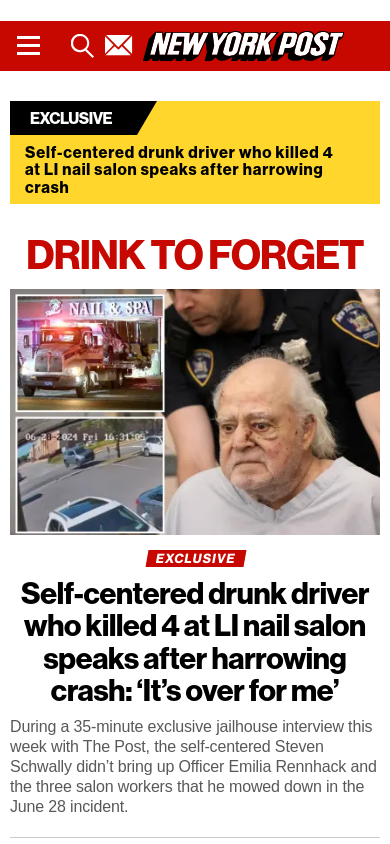 NEW YORK POST
EXCLUSIVE
Self-centered drunk driver who killed 4
at LI nail salon speaks after harrowing
crash
DRINK TO FORGET
NAIL & SPA
06-28-2024 Fri 16:31:05
EXCLUSIVE
Self-centered drunk driver
who killed 4 at LI nail salon
speaks after harrowing
crash: ‘It’s over for me’
During a 35-minute exclusive jailhouse interview this
week with The Post, the self-centered Steven
Schwally didn’t bring up Officer Emilia Rennhack and
the three salon workers that he mowed down in the
June 28 incident.